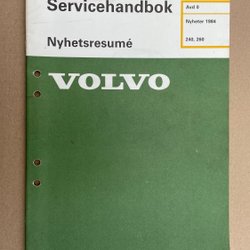 Servicehandbok
Avd 0
Nyheter 1984
240, 260
Nyhetsresumé
VOLVO